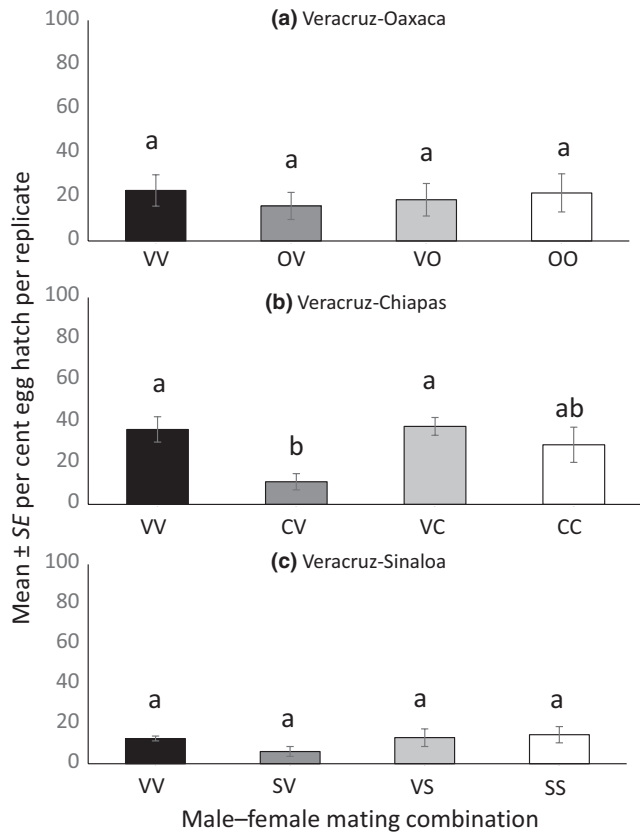 Mean ± SE per cent egg hatch per replicate
(a) Veracruz-Oaxaca
100
80
60
40
20
0
a
a
a
a
VV
OV
VO
OO
(b) Veracruz-Chiapas
100
80
60
40
20
0
a
b
a
ab
VV
CV
VC
CC
(c) Veracruz-Sinaloa
100
80
60
40
20
0
a
a
a
a
VV
SV
VS
SS
Male–female mating combination